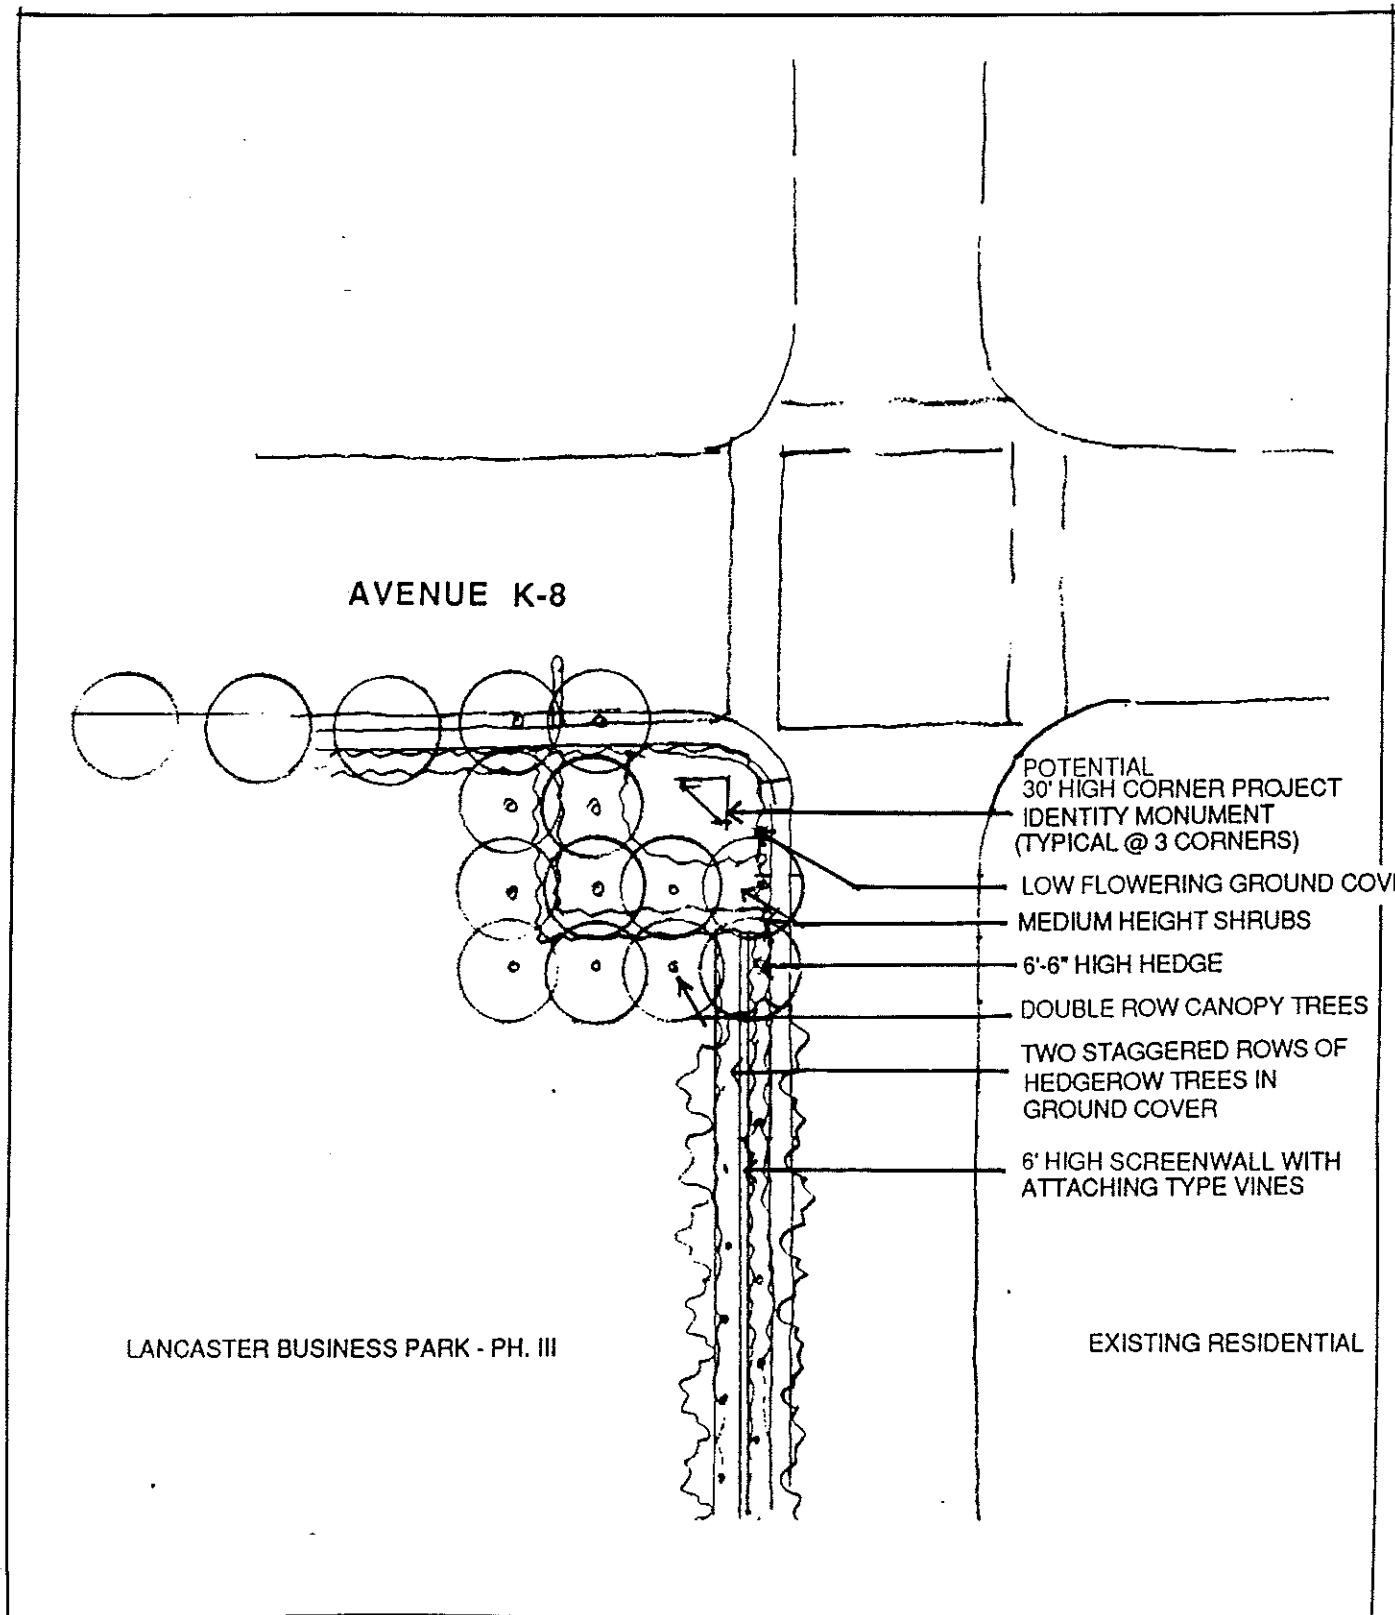 AVENUE K-8
POTENTIAL
30' HIGH CORNER PROJECT
IDENTITY MONUMENT
(TYPICAL @ 3 CORNERS)
LOW FLOWERING GROUND COV
MEDIUM HEIGHT SHRUBS
6'-6" HIGH HEDGE
DOUBLE ROW CANOPY TREES
TWO STAGGERED ROWS OF
HEDGEROW TREES IN
GROUND COVER
6' HIGH SCREENWALL WITH
ATTACHING TYPE VINES
LANCASTER BUSINESS PARK - PH. III
EXISTING RESIDENTIAL